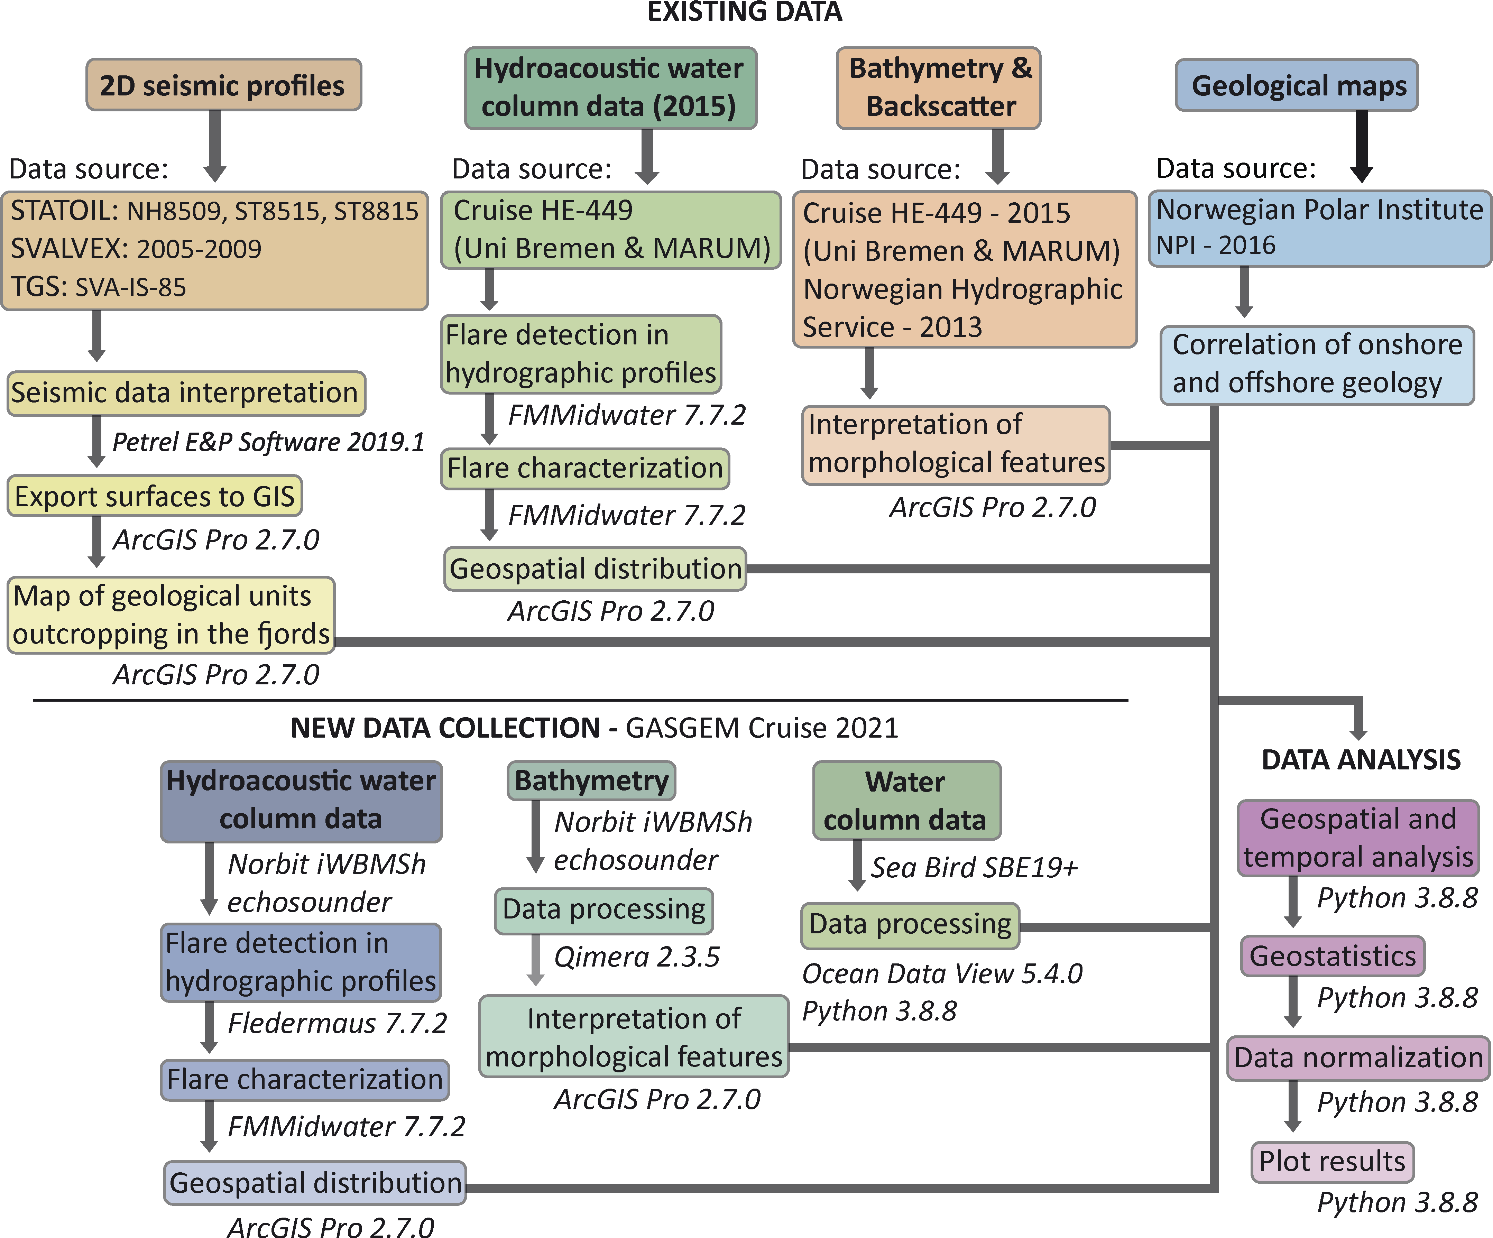 EXISTING DATA
2D seismic profiles
Data source:
STATOIL: NH8509, ST8515, ST8815
SVALVEX: 2005-2009
TGS: SVA-IS-85
Seismic data interpretation
Petrel E&P Software 2019.1
Export surfaces to GIS
ArcGIS Pro 2.7.0
Map of geological units
outcropping in the fjords
ArcGIS Pro 2.7.0
Hydroacoustic water
column data (2015)
Data source:
Cruise HE-449
(Uni Bremen & MARUM)
Flare detection in
hydrographic profiles
FMMidwater 7.7.2
Flare characterization
FMMidwater 7.7.2
Geospatial distribution
ArcGIS Pro 2.7.0
Bathymetry &
Backscatter
Data source:
Cruise HE-449 - 2015
(Uni Bremen & MARUM)
Norwegian Hydrographic
Service - 2013
Interpretation of
morphological features
ArcGIS Pro 2.7.0
Geological maps
Data source:
Norwegian Polar Institute
NPI - 2016
Correlation of onshore
and offshore geology
NEW DATA COLLECTION - GASGEM Cruise 2021
Hydroacoustic water
column data
Norbit iWBMSh
echosounder
Flare detection in
hydrographic profiles
Fledermaus 7.7.2
Flare characterization
FMMidwater 7.7.2
Geospatial distribution
ArcGIS Pro 2.7.0
Bathymetry
Norbit iWBMSh
echosounder
Data processing
Qimera 2.3.5
Interpretation of
morphological features
ArcGIS Pro 2.7.0
Water
column data
Sea Bird SBE19+
Data processing
Ocean Data View 5.4.0
Python 3.8.8
DATA ANALYSIS
Geospatial and
temporal analysis
Python 3.8.8
Geostatistics
Python 3.8.8
Data normalization
Python 3.8.8
Plot results
Python 3.8.8